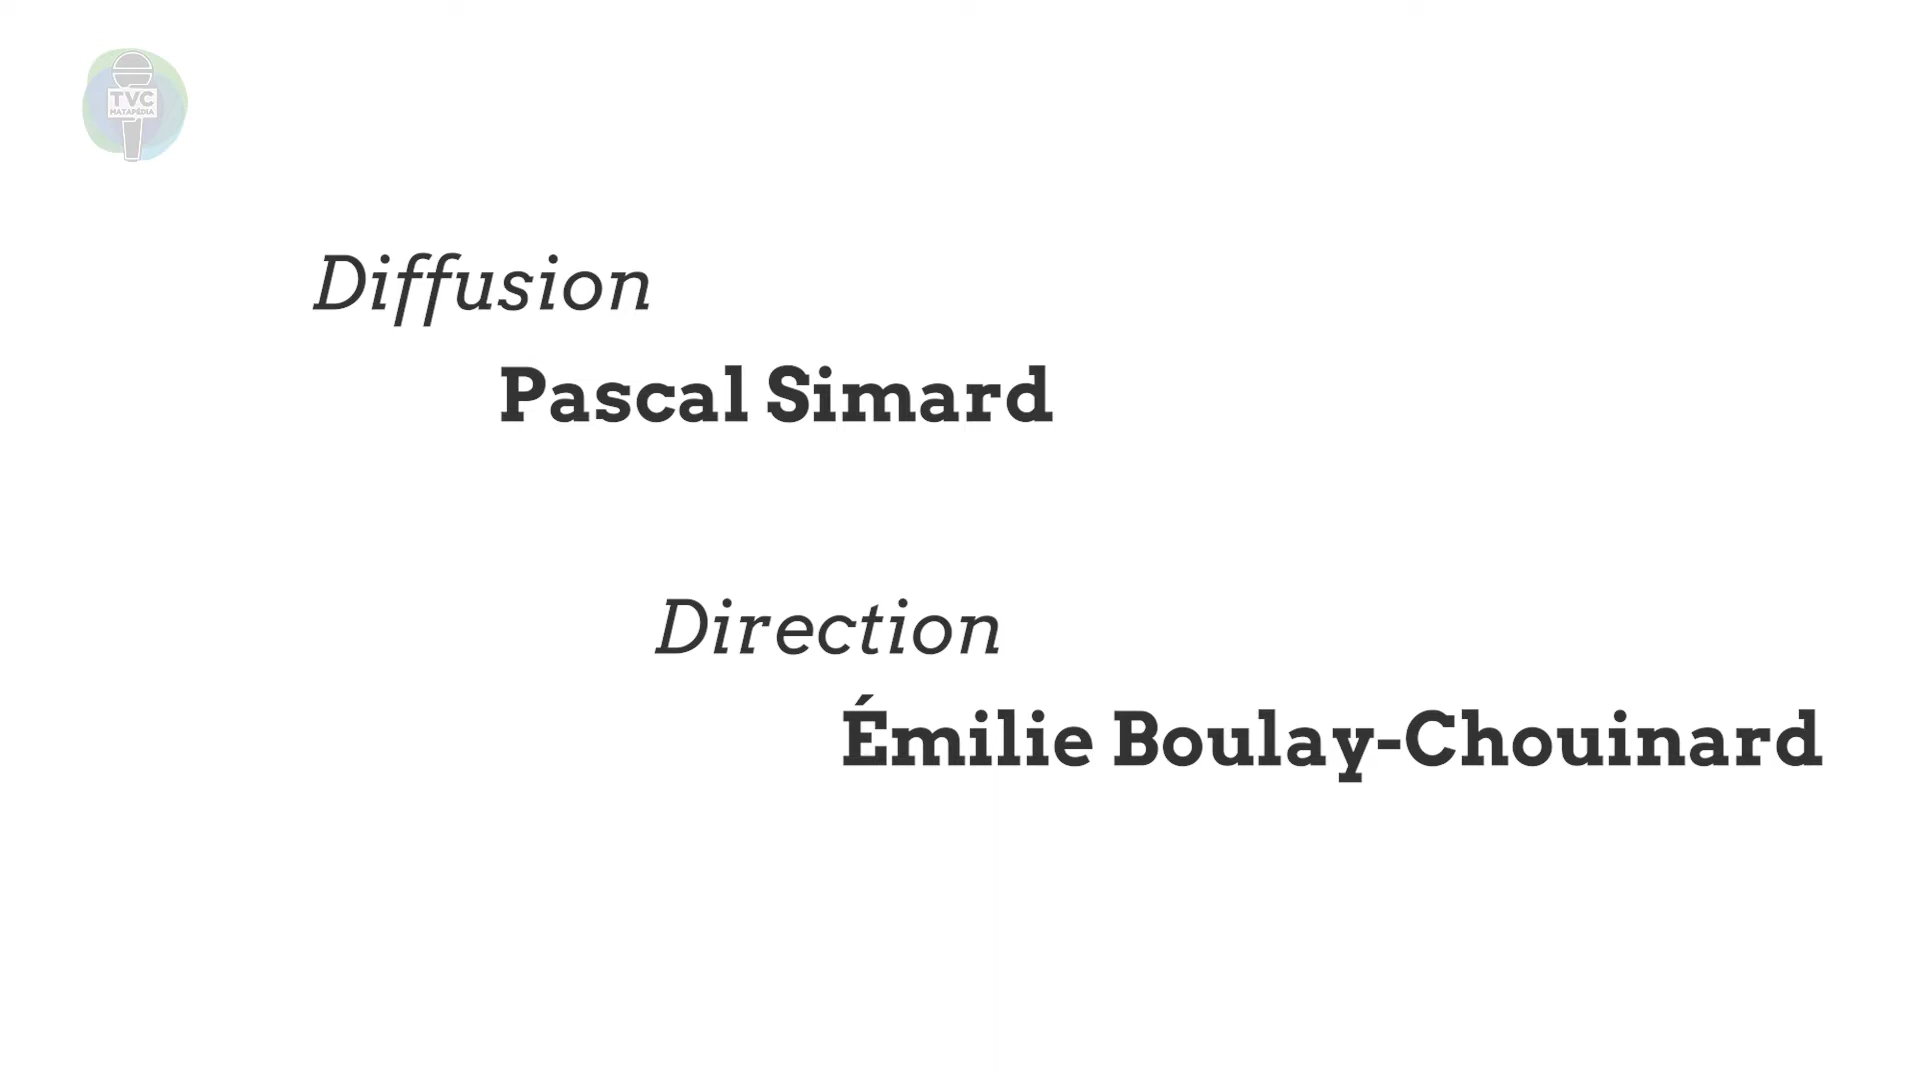 TVC
MATAPÉDIA
Diffusion
Pascal Simard
Direction
Émilie Boulay-Chouinard